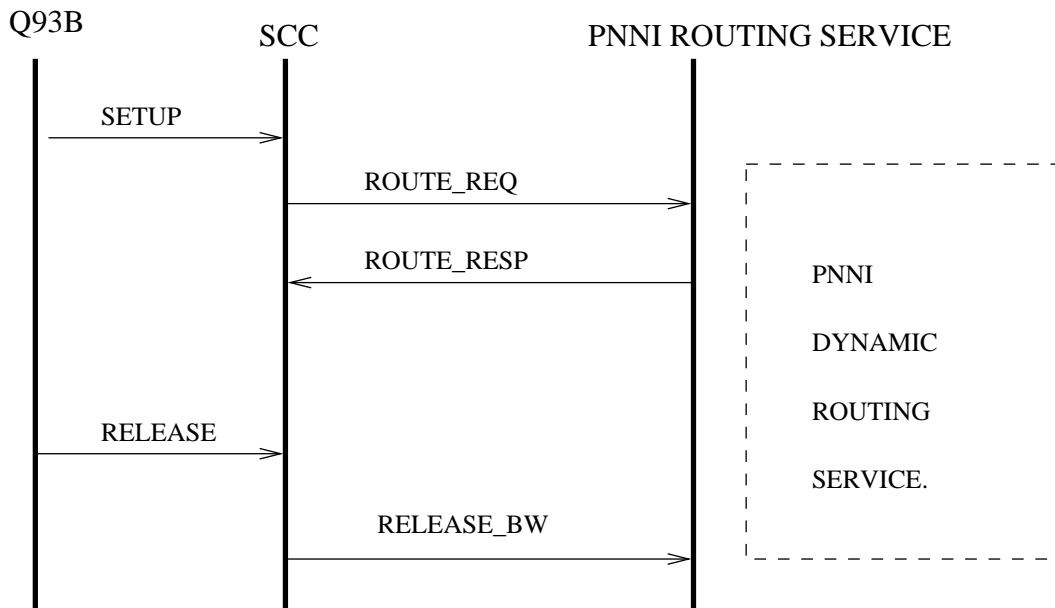 Q93B
SCC
PNNI ROUTING SERVICE
SETUP
ROUTE_REQ
ROUTE_RESP
PNNI
DYNAMIC
ROUTING
SERVICE.
RELEASE
RELEASE_BW